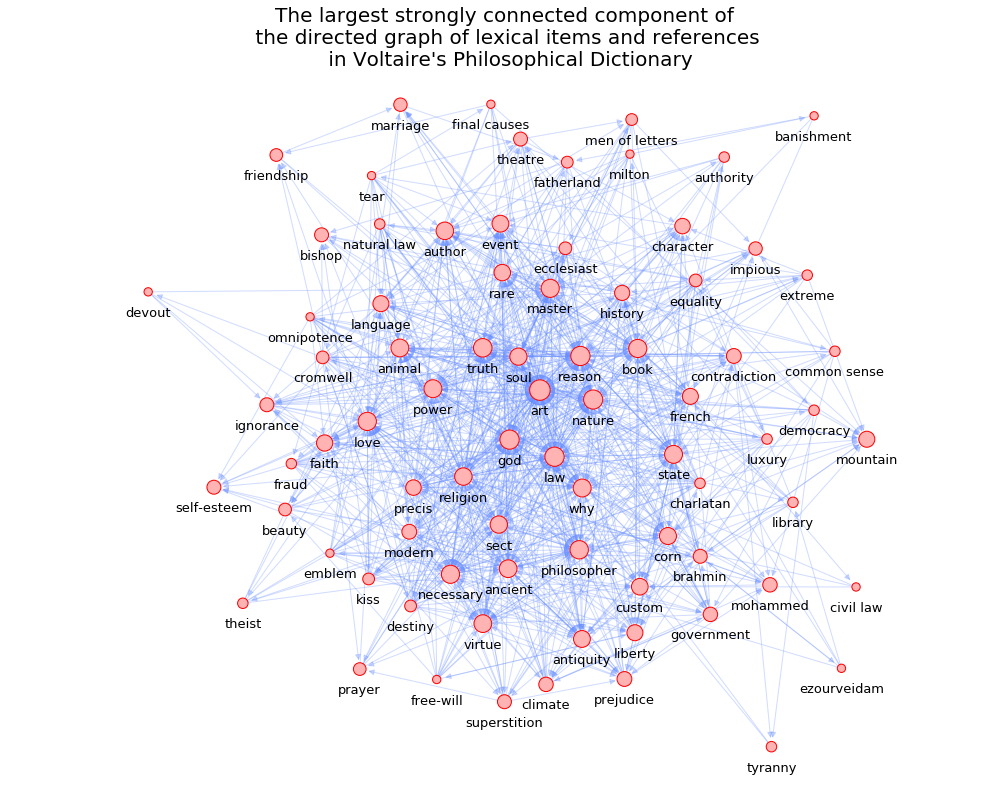 The largest strongly connected component of
the directed graph of lexical items and references
in Voltaire's Philosophical Dictionary
marriage
final causes
men of letters
banishment
theatre
friendship
fatherland
milton
authority
tear
natural law
author
event
character
bishop
ecclesiast
impious
rare
master
history
equality
extreme
devout
language
omnipotence
cromwell
animal
truth
soul
reason
book
contradiction
common sense
power
art
nature
french
ignorance
love
democracy
faith
god
law
state
luxury
mountain
fraud
self-esteem
precis
religion
why
charlatan
beauty
library
modern
sect
corn
emblem
kiss
necessary
ancient
philosopher
brahmin
custom
mohammed
civil law
theist
destiny
virtue
antiquity
liberty
government
prayer
free-will
climate
prejudice
ezourveidam
superstition
tyranny